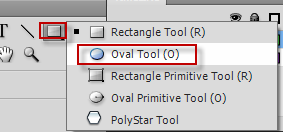 Rectangle Tool (R)
Oval Tool (O)
Rectangle Primitive Tool (R)
Oval Primitive Tool (O)
PolyStar Tool